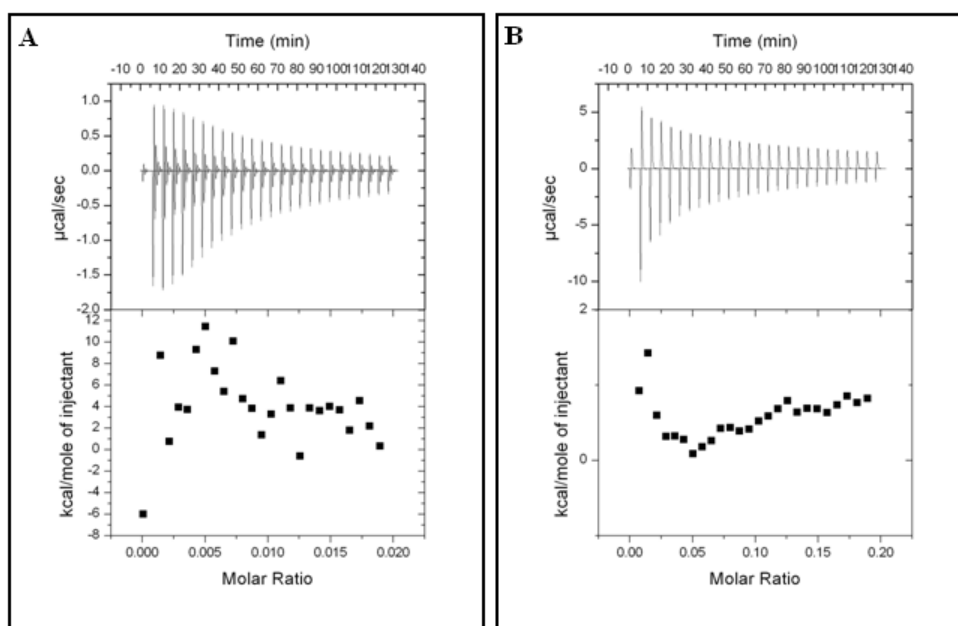 A
Time (min)
-10 0 10 20 30 40 50 60 70 80 90 100 110 120 130 140
1.0
0.5
0.0
-0.5
-1.0
-1.5
-2.0
µcal/sec
12
10
8
6
4
2
0
-2
-4
-6
-8
kcal/mole of injectant
0.000 0.005 0.010 0.015 0.020
Molar Ratio
B
Time (min)
-10 0 10 20 30 40 50 60 70 80 90 100 110 120 130 140
5
0
-5
-10
µcal/sec
2
0
kcal/mole of injectant
0.00 0.05 0.10 0.15 0.20
Molar Ratio